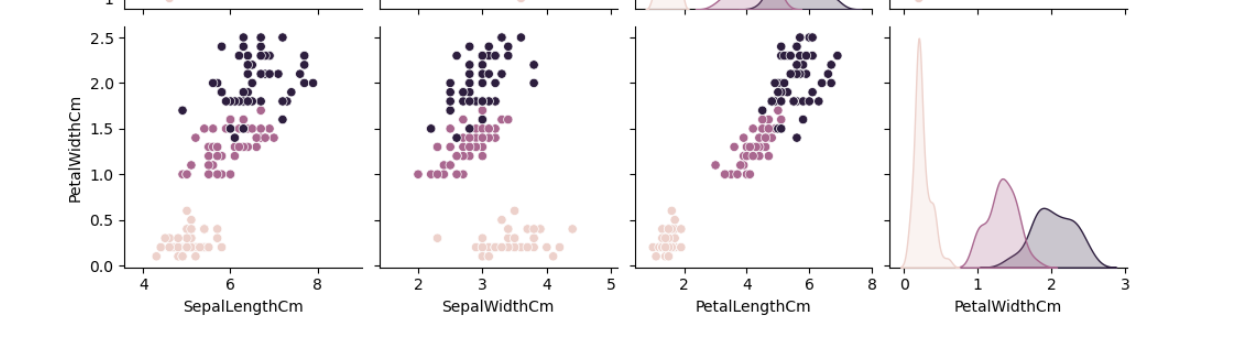 1
2.5
2.0
1.5
1.0
0.5
0.0
PetalWidthCm
4 6 8
2 3 4 5
2 4 6 8
0 1 2 3
SepalLengthCm
SepalWidthCm
PetalLengthCm
PetalWidthCm